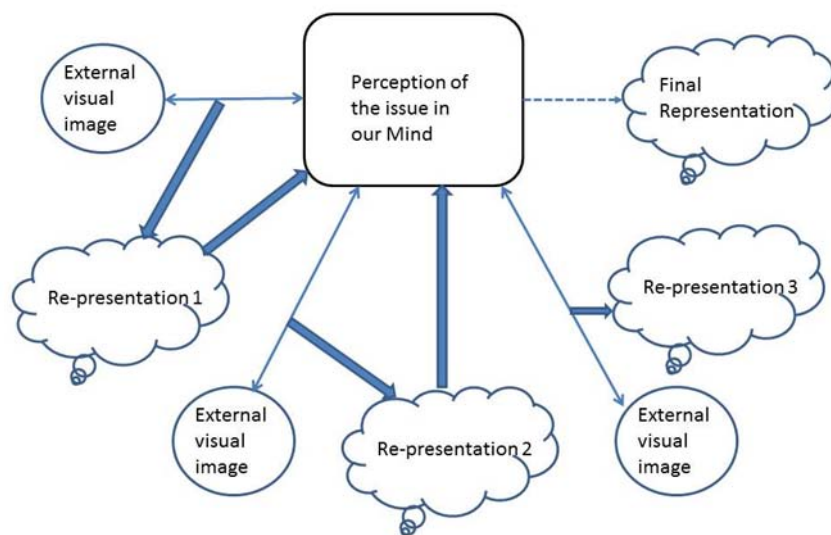 External
visual
image
Perception of
the issue in
our Mind
Final
Representation
Re-presentation 1
Re-presentation 3
External
visual
image
Re-presentation 2
External
visual
image